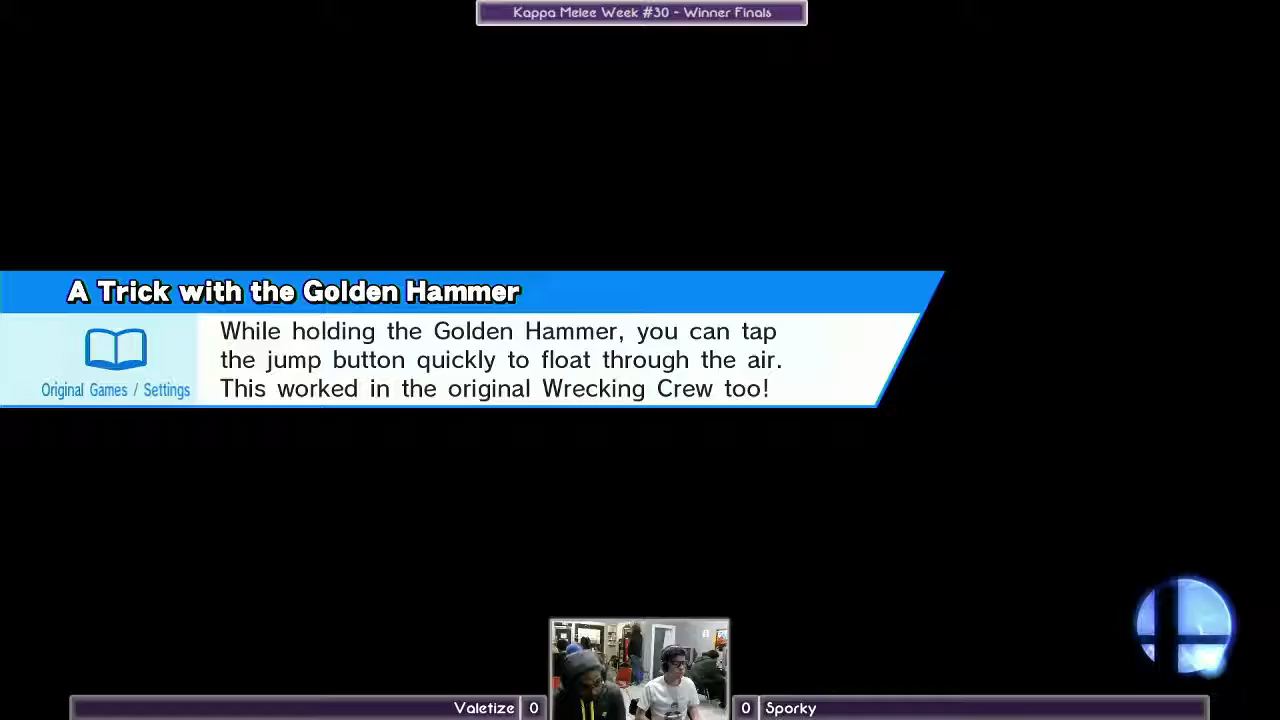 Kappa Melee Week #30 - Winner Finals
A Trick with the Golden Hammer
Original Games / Settings
While holding the Golden Hammer, you can tap
the jump button quickly to float through the air.
This worked in the original Wrecking Crew too!
Valetize 0
0 Sporky